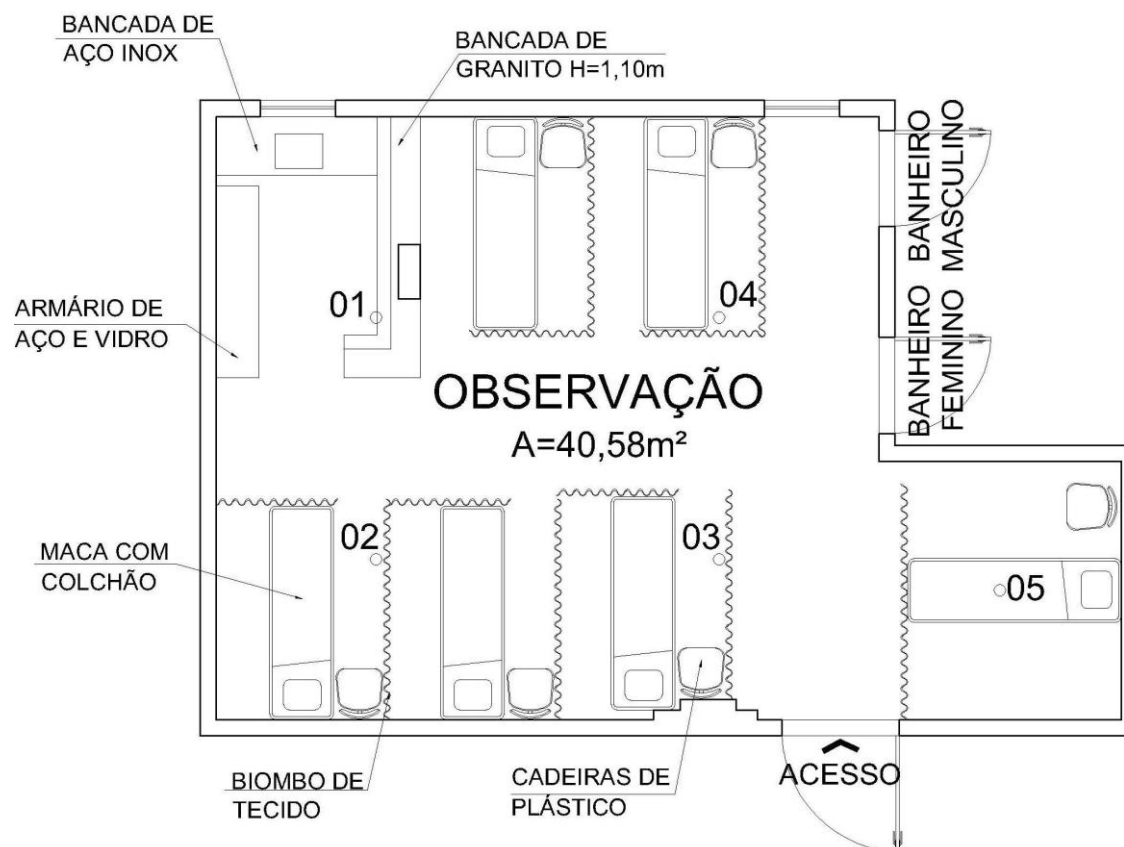 BANCADA DE
AÇO INOX
BANCADA DE
GRANITO H=1,10m
BANHEIRO
MASCULINO
01
04
ARMÁRIO DE
AÇO E VIDRO
BANHEIRO
FEMININO
OBSERVAÇÃO
A=40,58m²
02
03
MACA COM
COLCHÃO
05
BIOMBO DE
TECIDO
CADEIRAS DE
PLÁSTICO
ACESSO